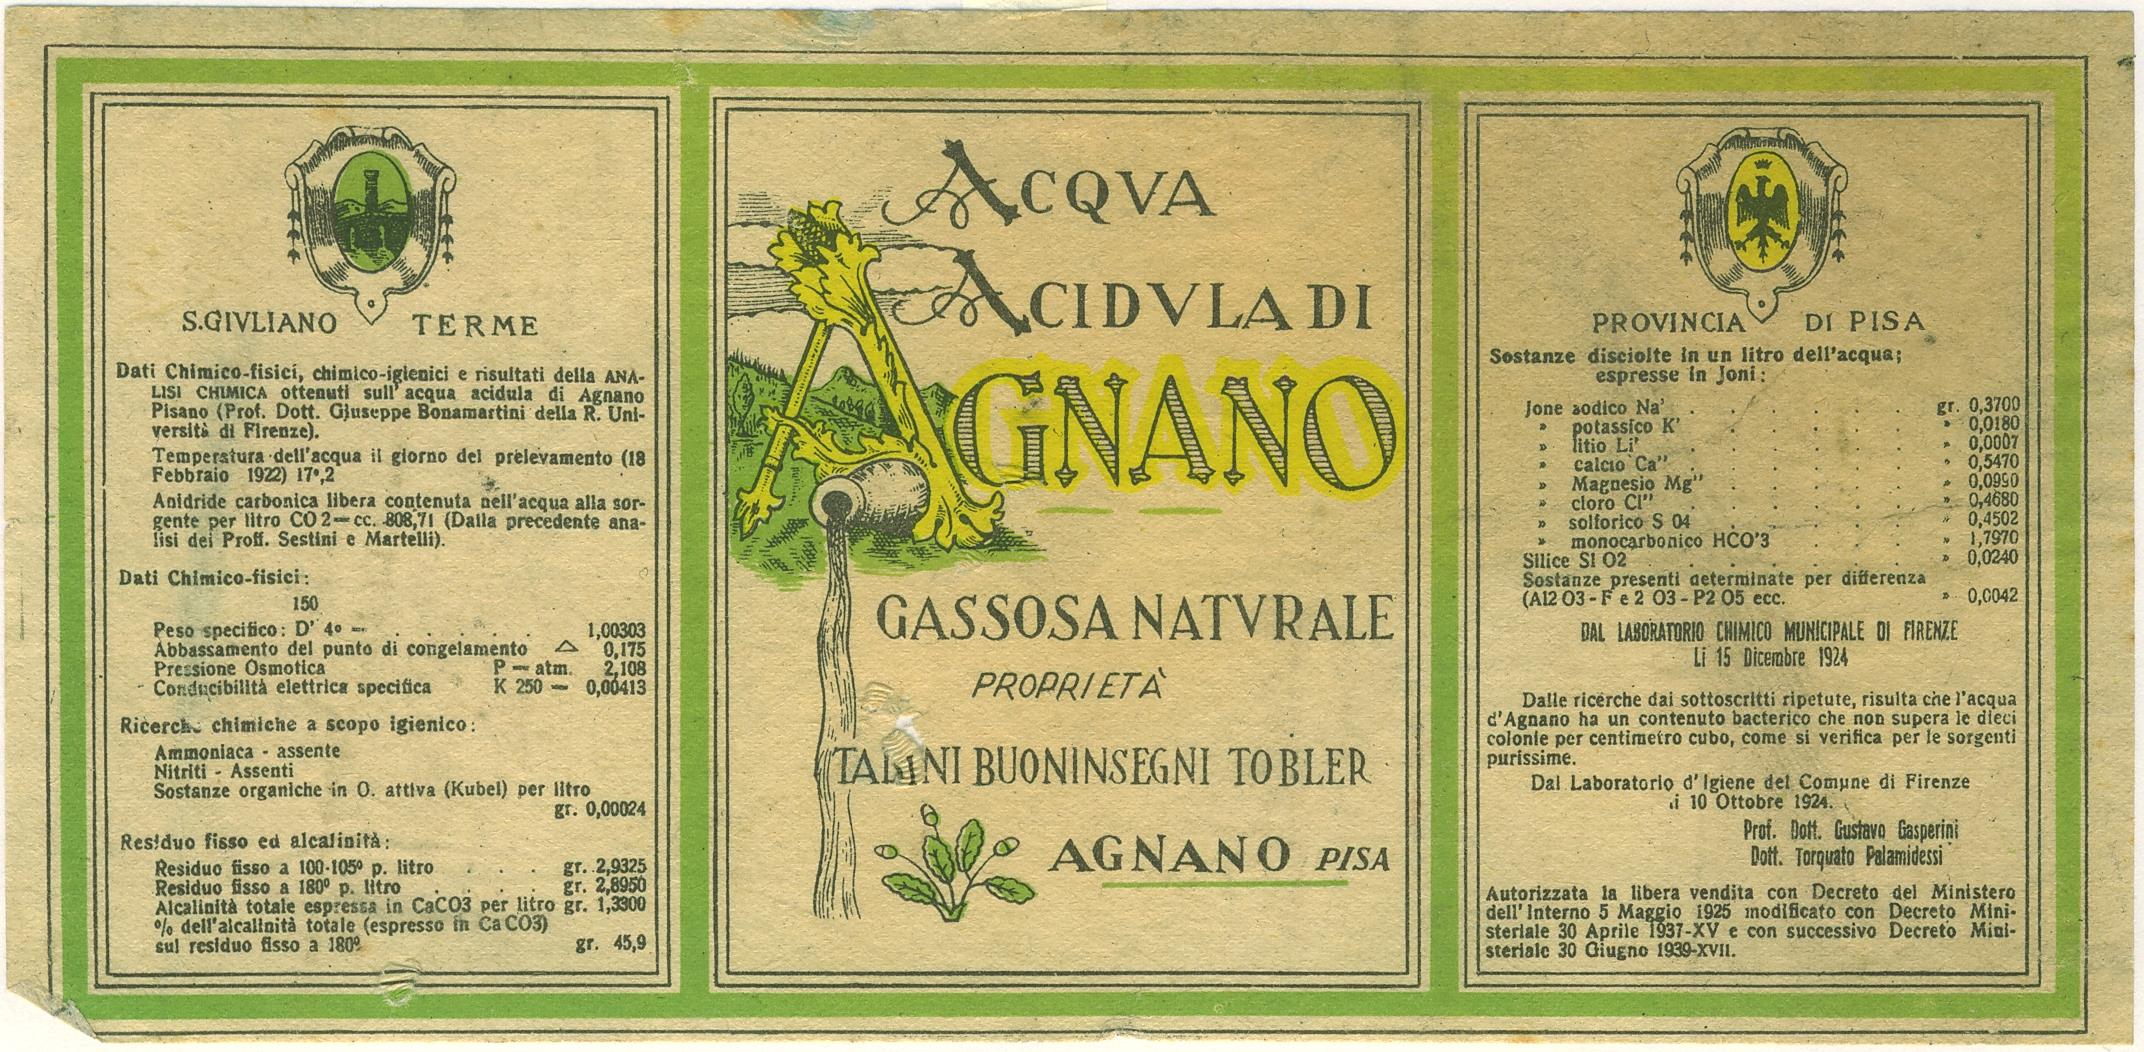 S.GIVLIANO TERME
Dati Chimico-fisici, chimico-igienici e risultati della ANA-
LISI CHIMICA ottenuti sull'acqua acidula di Agnano
Pisano (Prof. Dott. Giuseppe Bonamartini della R. Uni-
versità di Firenze).
Temperatura dell'acqua il giorno del prelevamento (18
Febbraio 1922) 17°,2
Anidride carbonica libera contenuta nell'acqua alla sor-
gente per litro CO 2 — cc. 808,71 (Dalla precedente ana-
lisi dei Proff. Sestini e Martelli).
Dati Chimico-fisici:
150
Peso specifico: D' 4° — . . . . . . 1,00303
Abbassamento del punto di congelamento △ 0,175
Pressione Osmotica P — atm. 2,108
Conducibilità elettrica specifica K 250 — 0,00413
Ricerche chimiche a scopo igienico:
Ammoniaca - assente
Nitriti - Assenti
Sostanze organiche in O. attiva (Kubel) per litro
gr. 0,00024
Residuo fisso ed alcalinità:
Residuo fisso a 100-105° p. litro . . . gr. 2,9325
Residuo fisso a 180° p. litro . . . . gr. 2,8950
Alcalinità totale espressa in CaCO3 per litro gr. 1,3300
% dell'alcalinità totale (espresso in CaCO3)
sul residuo fisso a 180° gr. 45,9
ACQVA
ACIDVLA DI
AGNANO
GASSOSA NATVRALE
PROPRIETÀ
BUONINSEGNI TOBLER
AGNANO PISA
PROVINCIA DI PISA
Sostanze disciolte in un litro dell'acqua;
espresse in Joni:
Jone sodico Na' . . . . . . gr. 0,3700
» potassico K' . . . . . . » 0,0180
» litio Li' . . . . . . » 0,0007
» calcio Ca'' . . . . . . » 0,5470
» Magnesio Mg'' . . . . . » 0,0990
» cloro Cl'' . . . . . . » 0,4680
» solforico S 04 . . . . . » 0,4502
» monocarbonico HCO'3 . . . . » 1,7970
Silice SI O2 . . . . . . » 0,0240
Sostanze presenti determinate per differenza
(A12 O3 - F e 2 O3 - P2 O5 ecc. » 0,0042
DAL LABORATORIO CHIMICO MUNICIPALE DI FIRENZE
Li 15 Dicembre 1924
Dalle ricerche dai sottoscritti ripetute, risulta che l'acqua
d'Agnano ha un contenuto bacterico che non supera le dieci
colonie per centimetro cubo, come si verifica per le sorgenti
purissime.
Dal Laboratorio d'Igiene del Comune di Firenze
li 10 Ottobre 1924.
Prof. Dott. Gustavo Gasperini
Dott. Torquato Palamidessi
Autorizzata la libera vendita con Decreto del Ministero
dell'Interno 5 Maggio 1925 modificato con Decreto Mini-
steriale 30 Aprile 1937-XV e con successivo Decreto Mini-
steriale 30 Giugno 1939-XVII.